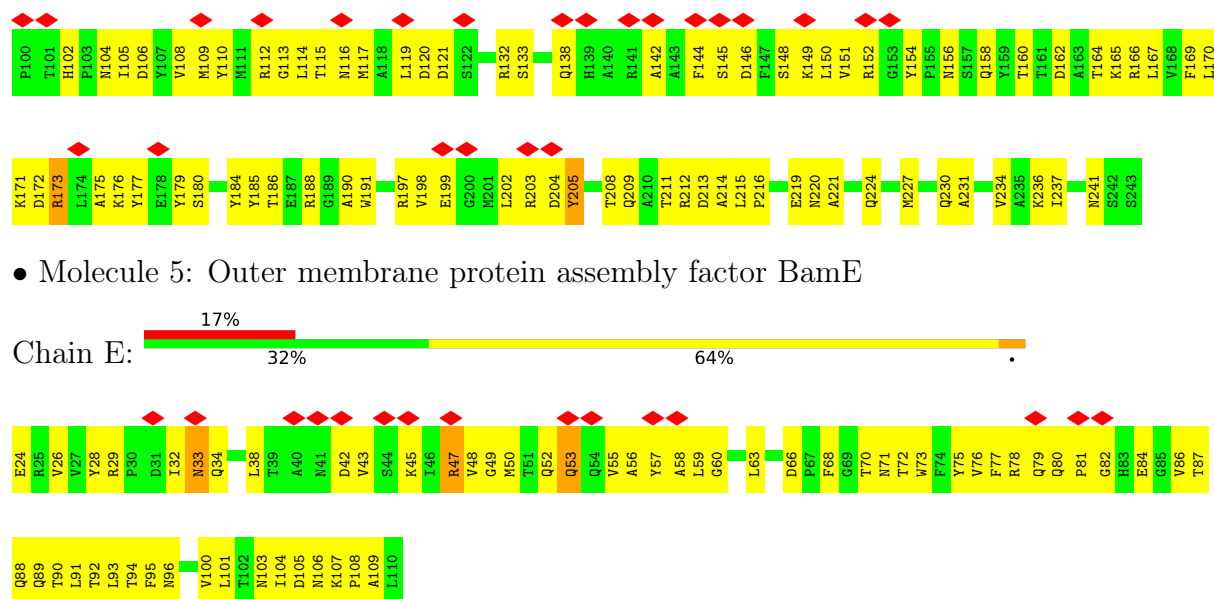 P100 T101 H102 P103 N104 I105 D106 Y107 V108 M109 Y110 M111 R112 G113 L114 T115 N116 M117 A118 L119 D120 D121 S122 R132 S133 Q138 H139 A140 R141 A142 A143 F144 S145 D146 F147 S148 K149 L150 V151 R152 G153 Y154 P155 N156 S157 Q158 Y159 T160 T161 D162 A163 T164 K165 R166 L167 V168 F169 L170
K171 D172 R173 L174 A175 K176 Y177 E178 Y179 S180 Y184 Y185 T186 E187 R188 G189 A190 W191 R197 V198 E199 G200 M201 L202 R203 D204 Y205 T208 Q209 A210 T211 R212 D213 A214 L215 P216 E219 N220 A221 Q224 M227 Q230 A231 V234 A235 K236 I237 N241 S242 S243
• Molecule 5: Outer membrane protein assembly factor BamE
17%
Chain E:
32% 64% •
E24 R25 V26 V27 Y28 R29 P30 D31 I32 N33 Q34 L38 T39 A40 N41 D42 V43 S44 K45 I46 R47 V48 G49 M50 T51 Q52 Q53 Q54 V55 A56 Y57 A58 L59 G60 L63 D66 P67 F68 G69 T70 N71 T72 W73 F74 Y75 V76 F77 R78 Q79 Q80 P81 G82 H83 E84 G85 V86 T87
Q88 Q89 T90 L91 T92 L93 T94 F95 N96 V100 L101 T102 N103 I104 D105 N106 K107 P108 A109 L110